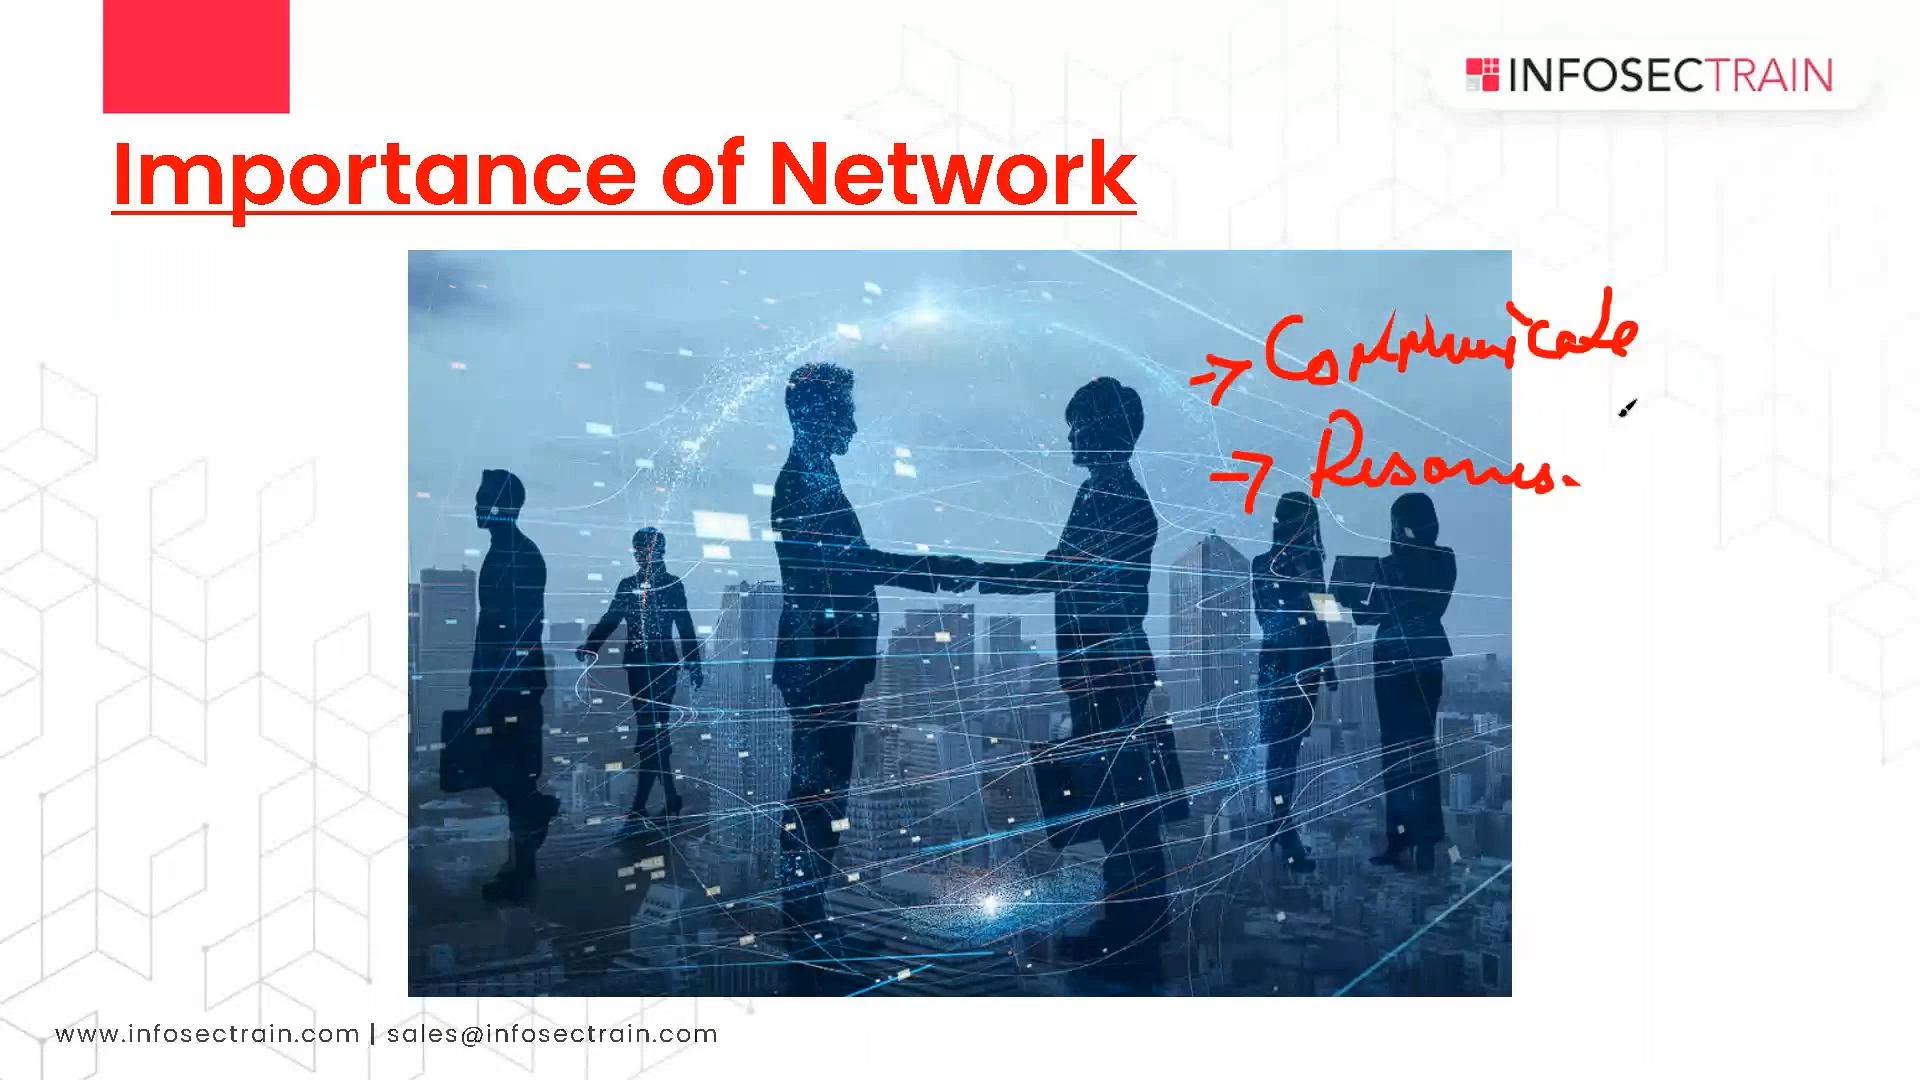 INFOSECTRAIN
Importance of Network
→ Communicate
→ Resources.
www.infosectrain.com | sales@infosectrain.com